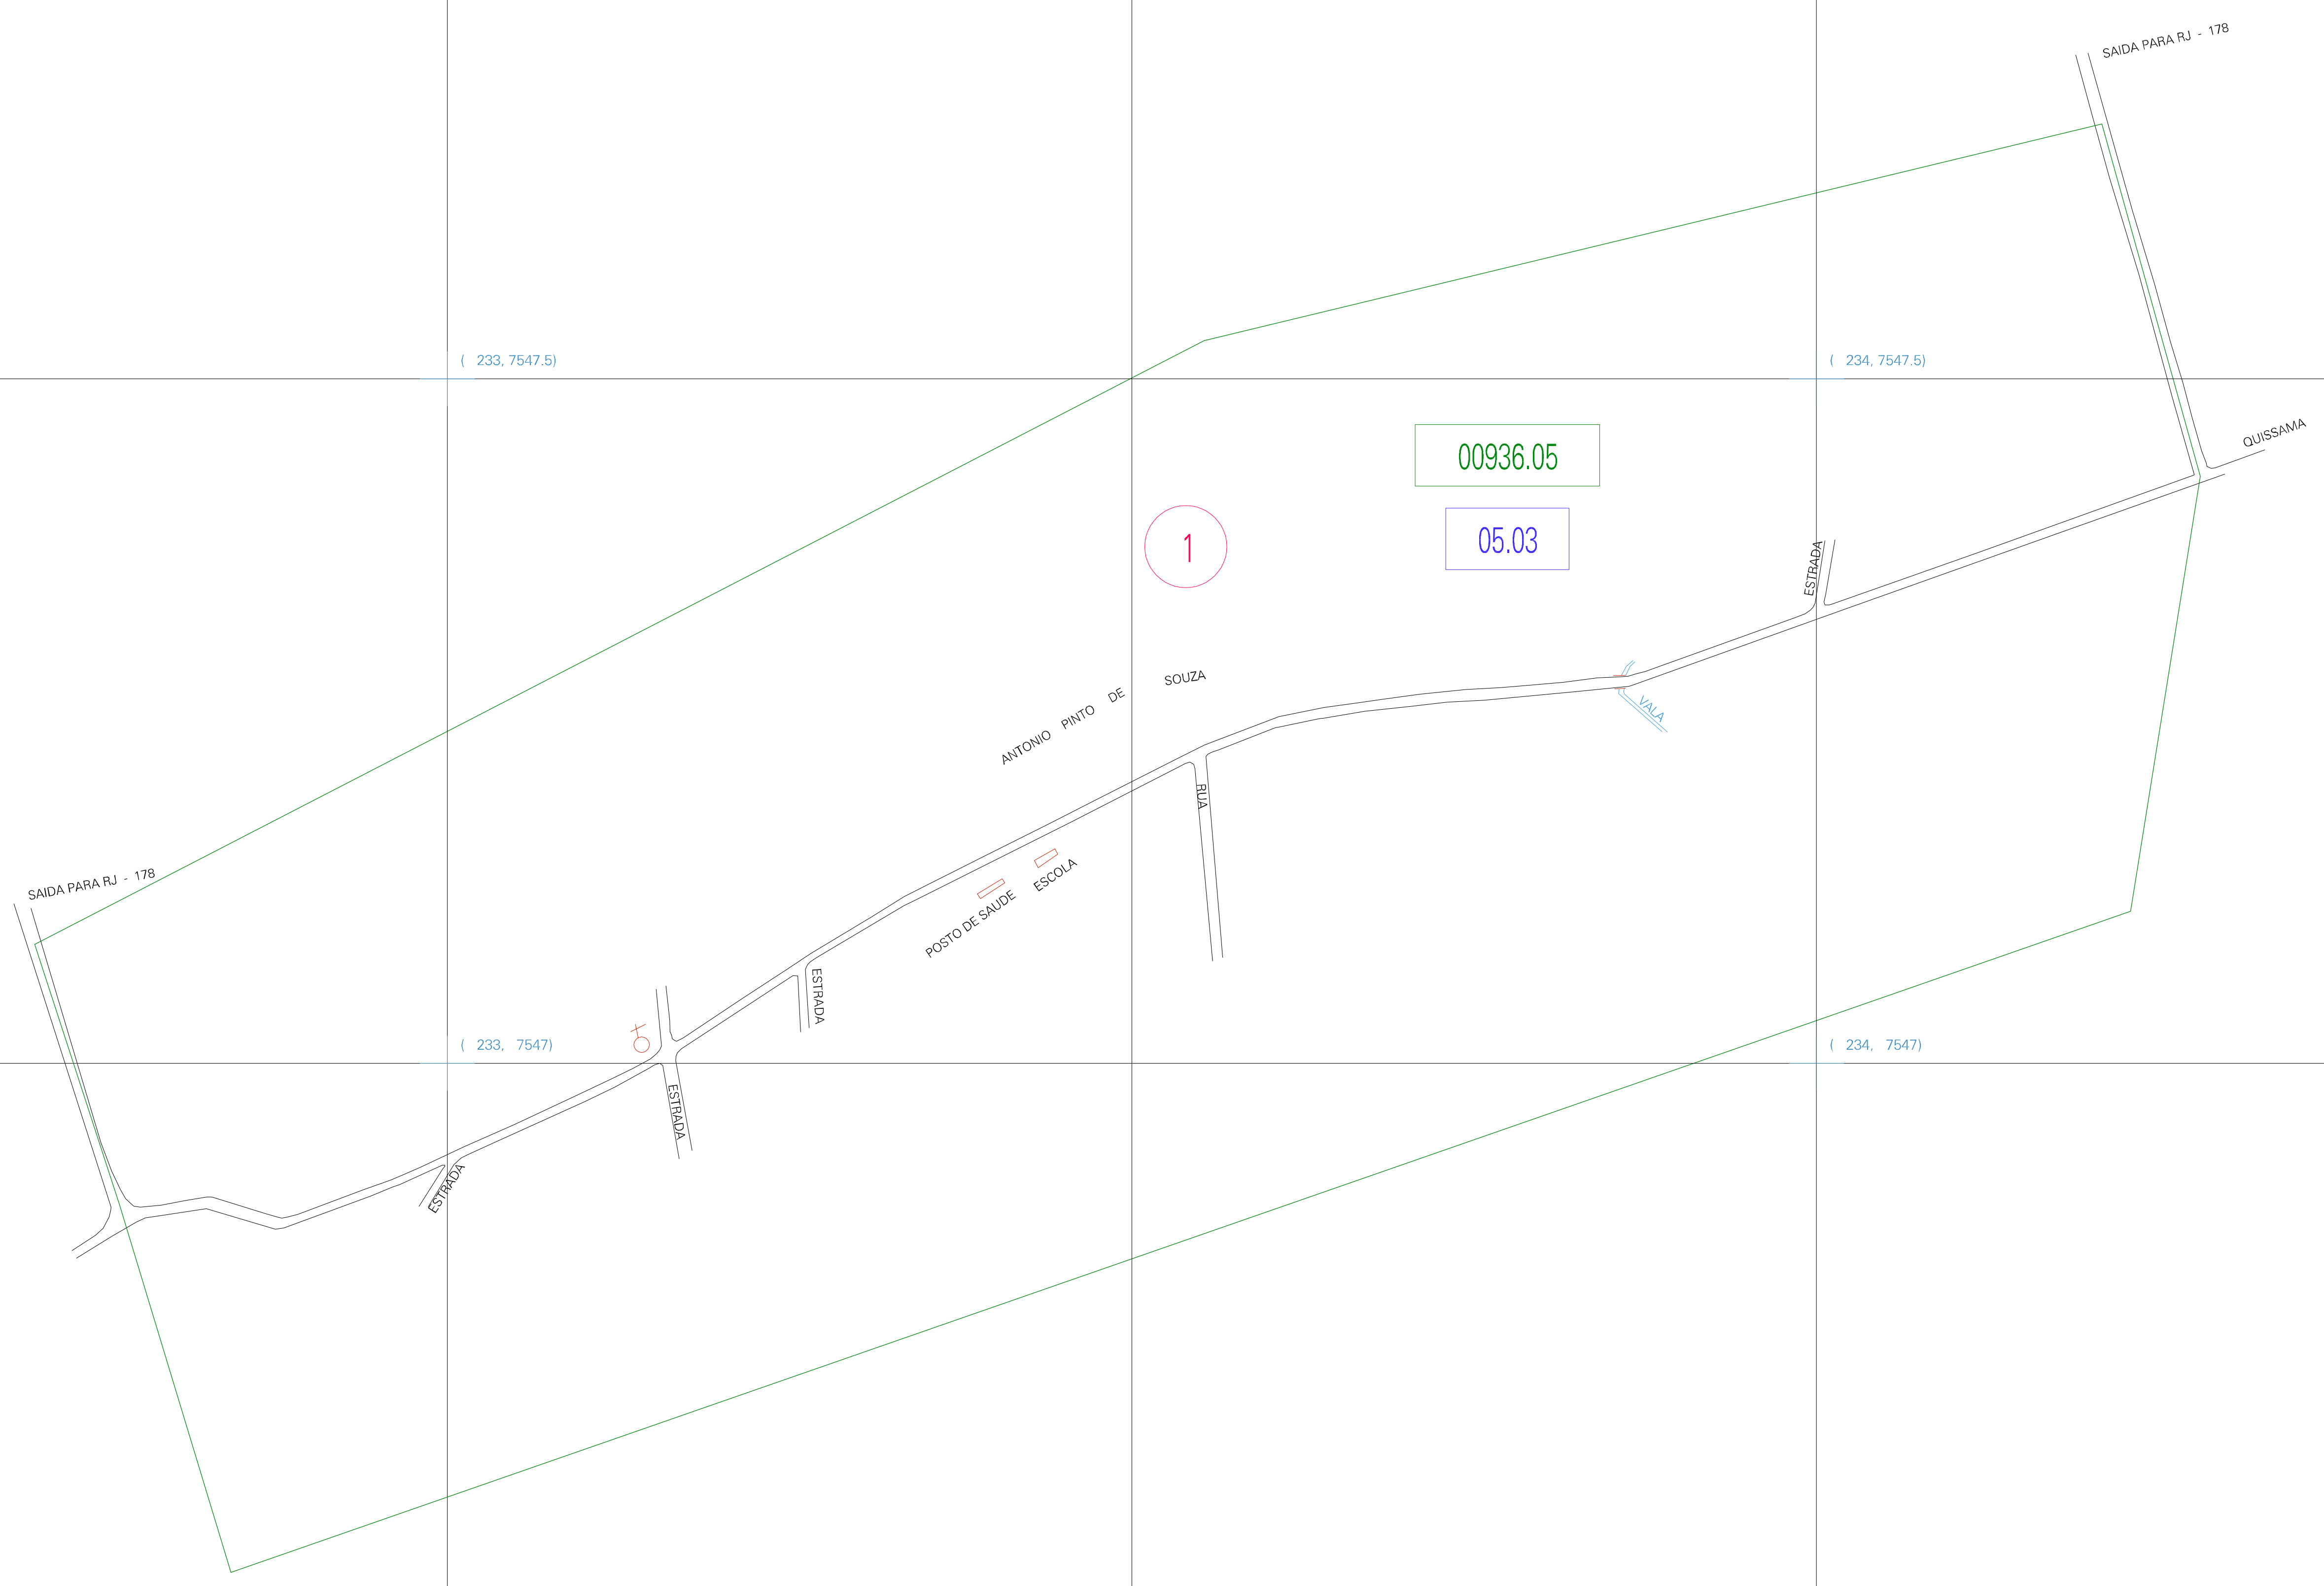 SAIDA PARA RJ - 178
( 233, 7547.5)
( 234, 7547.5)
QUISSAMA
00936.05
05.03
1
ESTRADA
ANTONIO PINTO DE SOUZA
VALA
RUA
SAIDA PARA RJ - 178
ESCOLA
POSTO DE SAUDE
ESTRADA
( 233, 7547)
( 234, 7547)
ESTRADA
ESTRADA